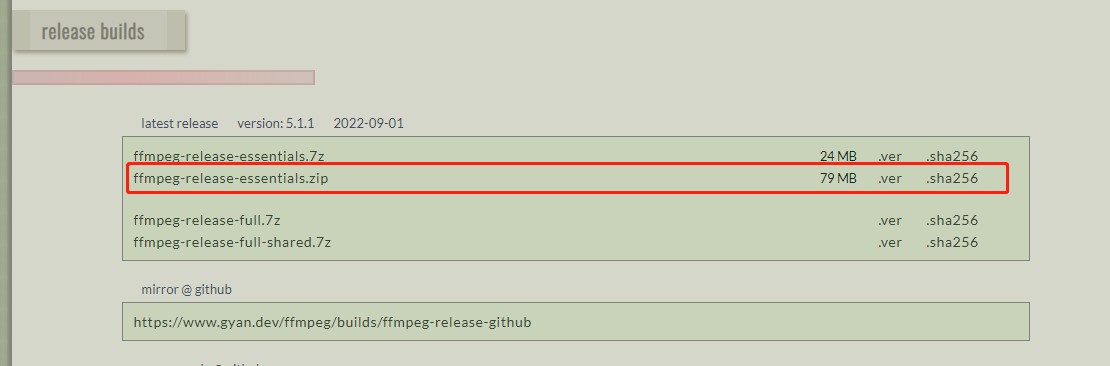 release builds
latest release version: 5.1.1 2022-09-01
ffmpeg-release-essentials.7z 24 MB .ver .sha256
ffmpeg-release-essentials.zip 79 MB .ver .sha256
ffmpeg-release-full.7z .ver .sha256
ffmpeg-release-full-shared.7z .ver .sha256
mirror @ github
https://www.gyan.dev/ffmpeg/builds/ffmpeg-release-github